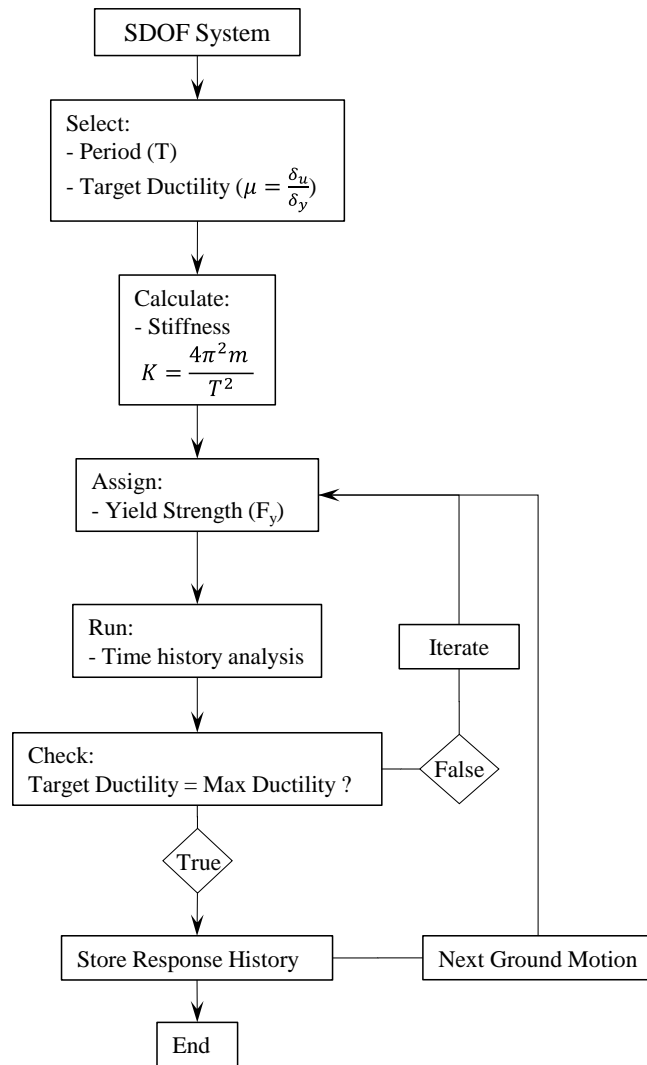 SDOF System
Select:
- Period (T)
- Target Ductility (μ = δu/δy)
Calculate:
- Stiffness
K = 4π²m/T²
Assign:
- Yield Strength (Fy)
Run:
- Time history analysis
Iterate
Check:
Target Ductility = Max Ductility ?
False
True
Store Response History
Next Ground Motion
End